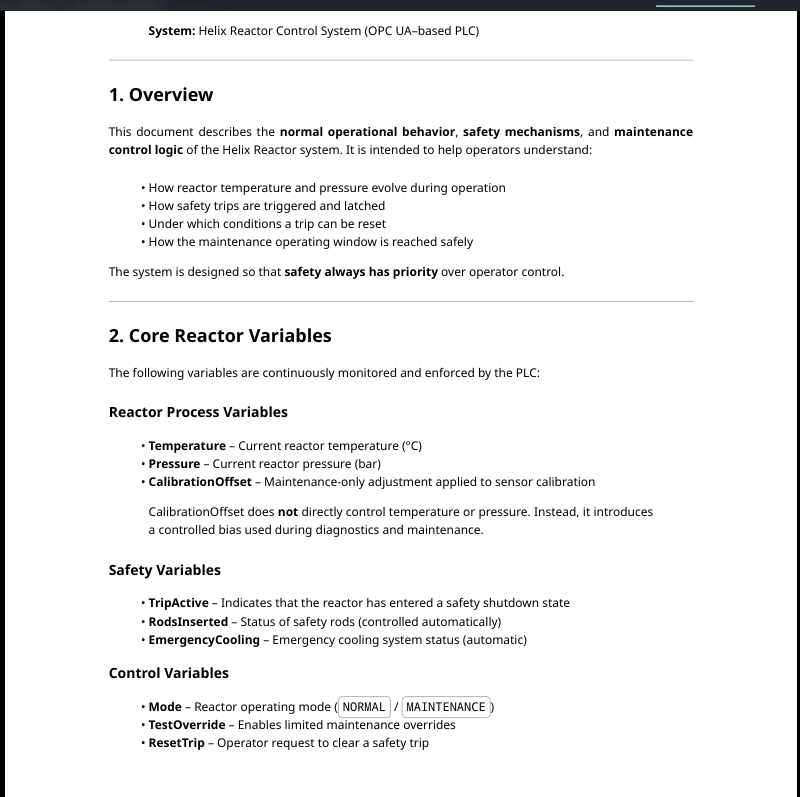 System: Helix Reactor Control System (OPC UA–based PLC)
1. Overview
This document describes the normal operational behavior, safety mechanisms, and maintenance
control logic of the Helix Reactor system. It is intended to help operators understand:
• How reactor temperature and pressure evolve during operation
• How safety trips are triggered and latched
• Under which conditions a trip can be reset
• How the maintenance operating window is reached safely
The system is designed so that safety always has priority over operator control.
2. Core Reactor Variables
The following variables are continuously monitored and enforced by the PLC:
Reactor Process Variables
• Temperature – Current reactor temperature (°C)
• Pressure – Current reactor pressure (bar)
• CalibrationOffset – Maintenance-only adjustment applied to sensor calibration
CalibrationOffset does not directly control temperature or pressure. Instead, it introduces
a controlled bias used during diagnostics and maintenance.
Safety Variables
• TripActive – Indicates that the reactor has entered a safety shutdown state
• RodsInserted – Status of safety rods (controlled automatically)
• EmergencyCooling – Emergency cooling system status (automatic)
Control Variables
• Mode – Reactor operating mode (NORMAL / MAINTENANCE)
• TestOverride – Enables limited maintenance overrides
• ResetTrip – Operator request to clear a safety trip